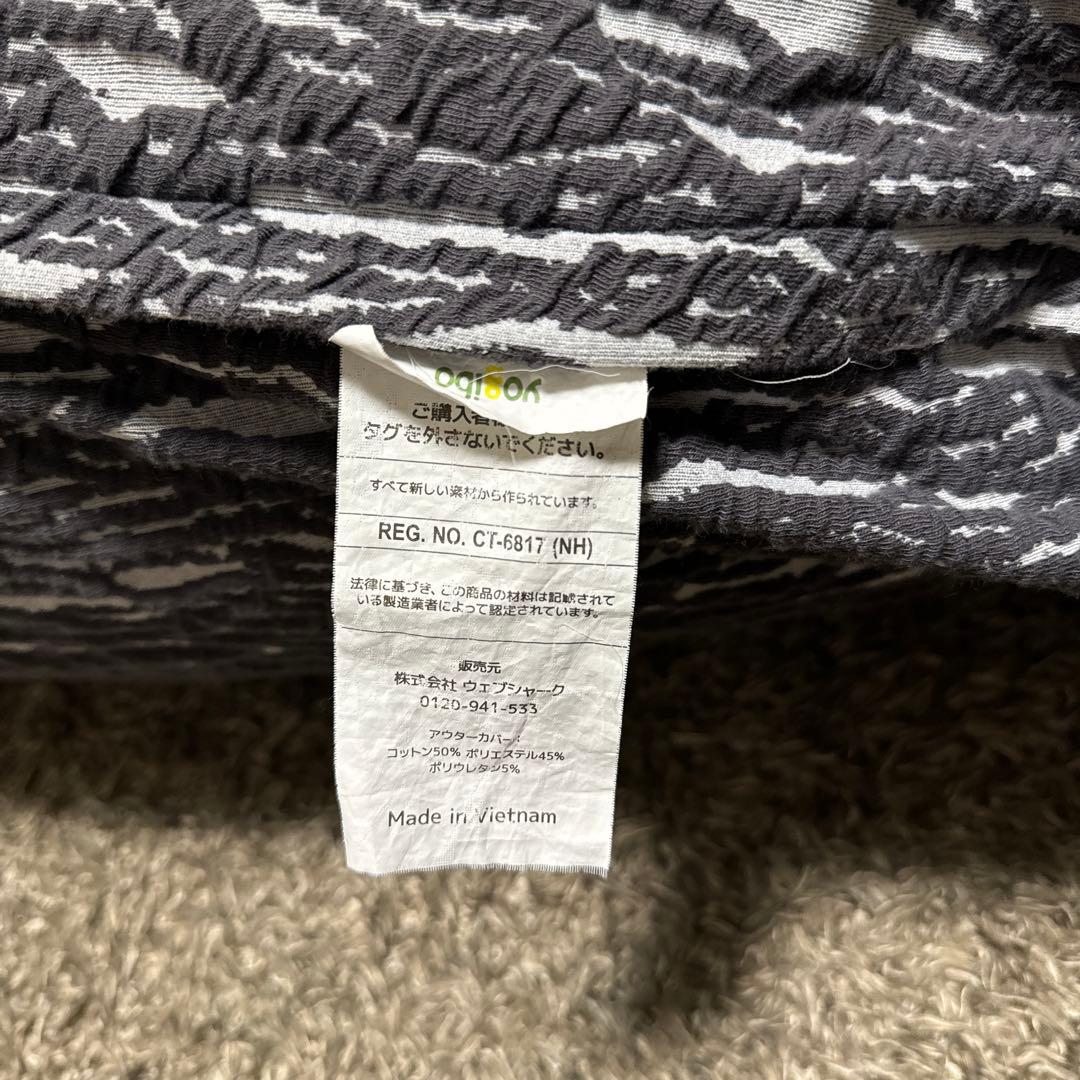 yogibo
ご購入者
タグを外さないでください。
すべて新しい素材から作られています。
REG. NO. CT-6817 (NH)
法律に基づき、この商品の材料は記載されて
いる製造業者によって認定されています。
販売元
株式会社 ウェブシャーク
0120-941-533
アウターカバー:
コットン50% ポリエステル45%
ポリウレタン5%
Made in Vietnam